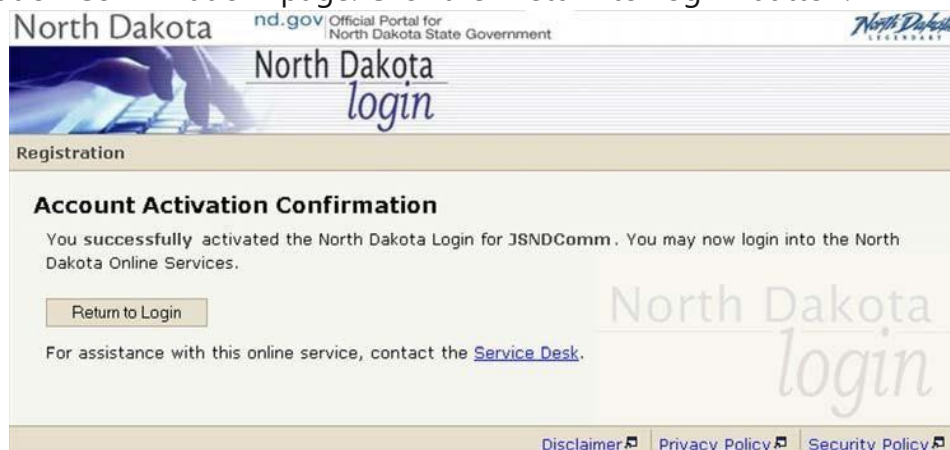 North Dakota nd.gov Official Portal for
North Dakota State Government
North Dakota
LEGENDARY
North Dakota
login
Registration
Account Activation Confirmation
You successfully activated the North Dakota Login for JSNDComm. You may now login into the North
Dakota Online Services.
Return to Login
For assistance with this online service, contact the Service Desk.
North Dakota
login
Disclaimer Privacy Policy Security Policy